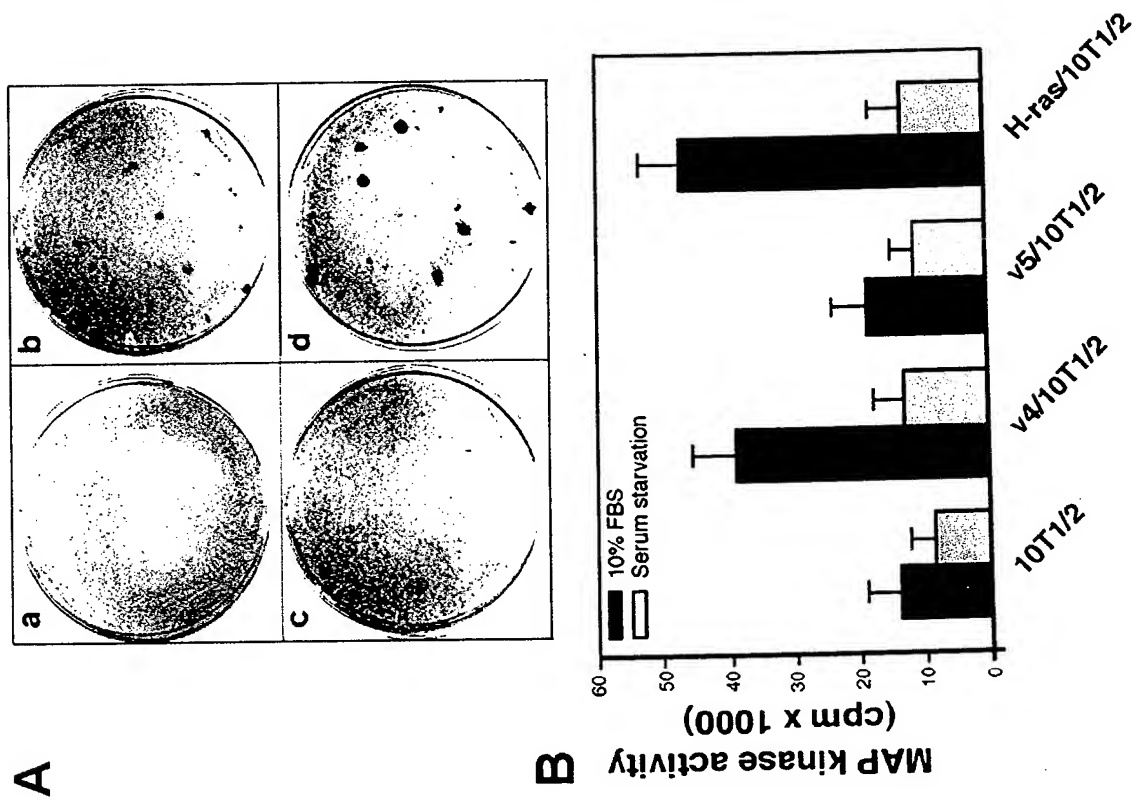 A
a
b
c
d
B
MAP kinase activity
(cpm x 1000)
60
50
40
30
20
10
0
10% FBS
Serum starvation
10T1/2
v4/10T1/2
v5/10T1/2
H-ras/10T1/2